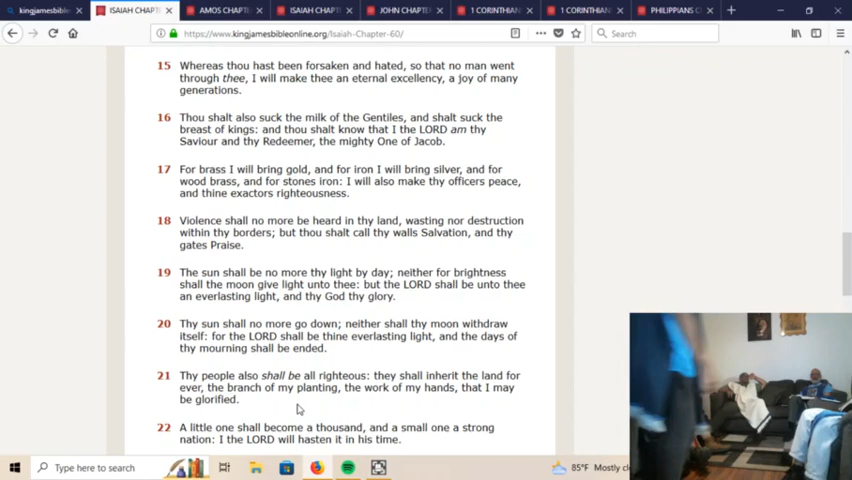 kingjamesbible
ISAIAH CHAPTE
AMOS CHAPT
ISAIAH CHAPT
JOHN CHAPTE
1 CORINTHIAN
1 CORINTHIAN
PHILIPPIANS C
https://www.kingjamesbibleonline.org/Isaiah-Chapter-60/
Search
15 Whereas thou hast been forsaken and hated, so that no man went
through thee, I will make thee an eternal excellency, a joy of many
generations.
16 Thou shalt also suck the milk of the Gentiles, and shalt suck the
breast of kings: and thou shalt know that I the LORD am thy
Saviour and thy Redeemer, the mighty One of Jacob.
17 For brass I will bring gold, and for iron I will bring silver, and for
wood brass, and for stones iron: I will also make thy officers peace,
and thine exactors righteousness.
18 Violence shall no more be heard in thy land, wasting nor destruction
within thy borders; but thou shalt call thy walls Salvation, and thy
gates Praise.
19 The sun shall be no more thy light by day; neither for brightness
shall the moon give light unto thee: but the LORD shall be unto thee
an everlasting light, and thy God thy glory.
20 Thy sun shall no more go down; neither shall thy moon withdraw
itself: for the LORD shall be thine everlasting light, and the days of
thy mourning shall be ended.
21 Thy people also shall be all righteous: they shall inherit the land for
ever, the branch of my planting, the work of my hands, that I may
be glorified.
22 A little one shall become a thousand, and a small one a strong
nation: I the LORD will hasten it in his time.
Type here to search
85°F Mostly cl